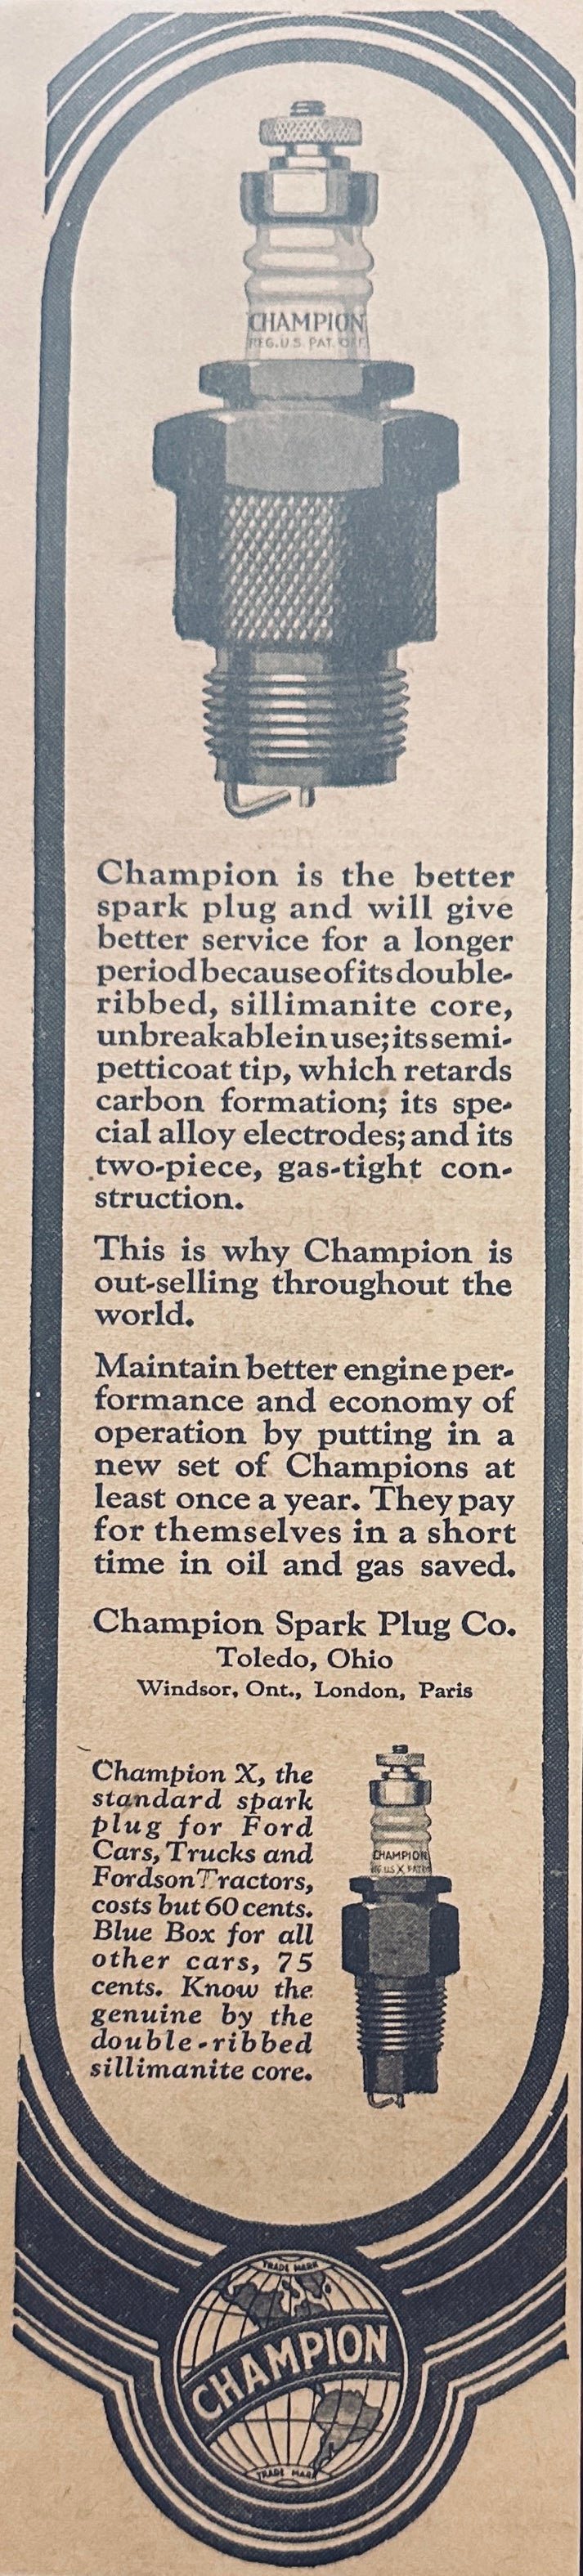 CHAMPION
REG.U.S. PAT. OFF.
Champion is the better
spark plug and will give
better service for a longer
period because of its double-
ribbed, sillimanite core,
unbreakable in use; its semi-
petticoat tip, which retards
carbon formation; its spe-
cial alloy electrodes; and its
two-piece, gas-tight con-
struction.
This is why Champion is
out-selling throughout the
world.
Maintain better engine per-
formance and economy of
operation by putting in a
new set of Champions at
least once a year. They pay
for themselves in a short
time in oil and gas saved.
Champion Spark Plug Co.
Toledo, Ohio
Windsor, Ont., London, Paris
Champion X, the
standard spark
plug for Ford
Cars, Trucks and
Fordson Tractors,
costs but 60 cents.
Blue Box for all
other cars, 75
cents. Know the
genuine by the
double-ribbed
sillimanite core.
CHAMPION
X
TRADE MARK
CHAMPION
TRADE MARK